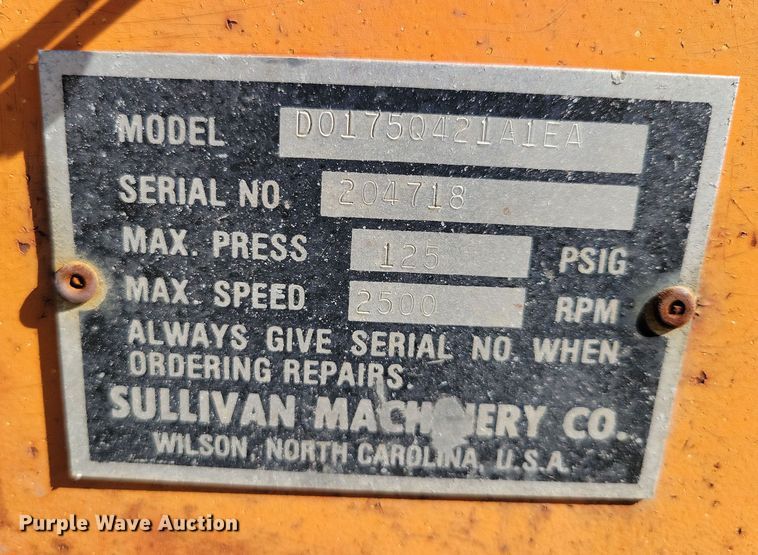 MODEL D0175Q421A1EA
SERIAL NO. 204718
MAX. PRESS 125 PSIG
MAX. SPEED 2500 RPM
ALWAYS GIVE SERIAL NO. WHEN
ORDERING REPAIRS.
SULLIVAN MACHINERY CO.
WILSON, NORTH CAROLINA, U.S.A.
Purple Wave Auction